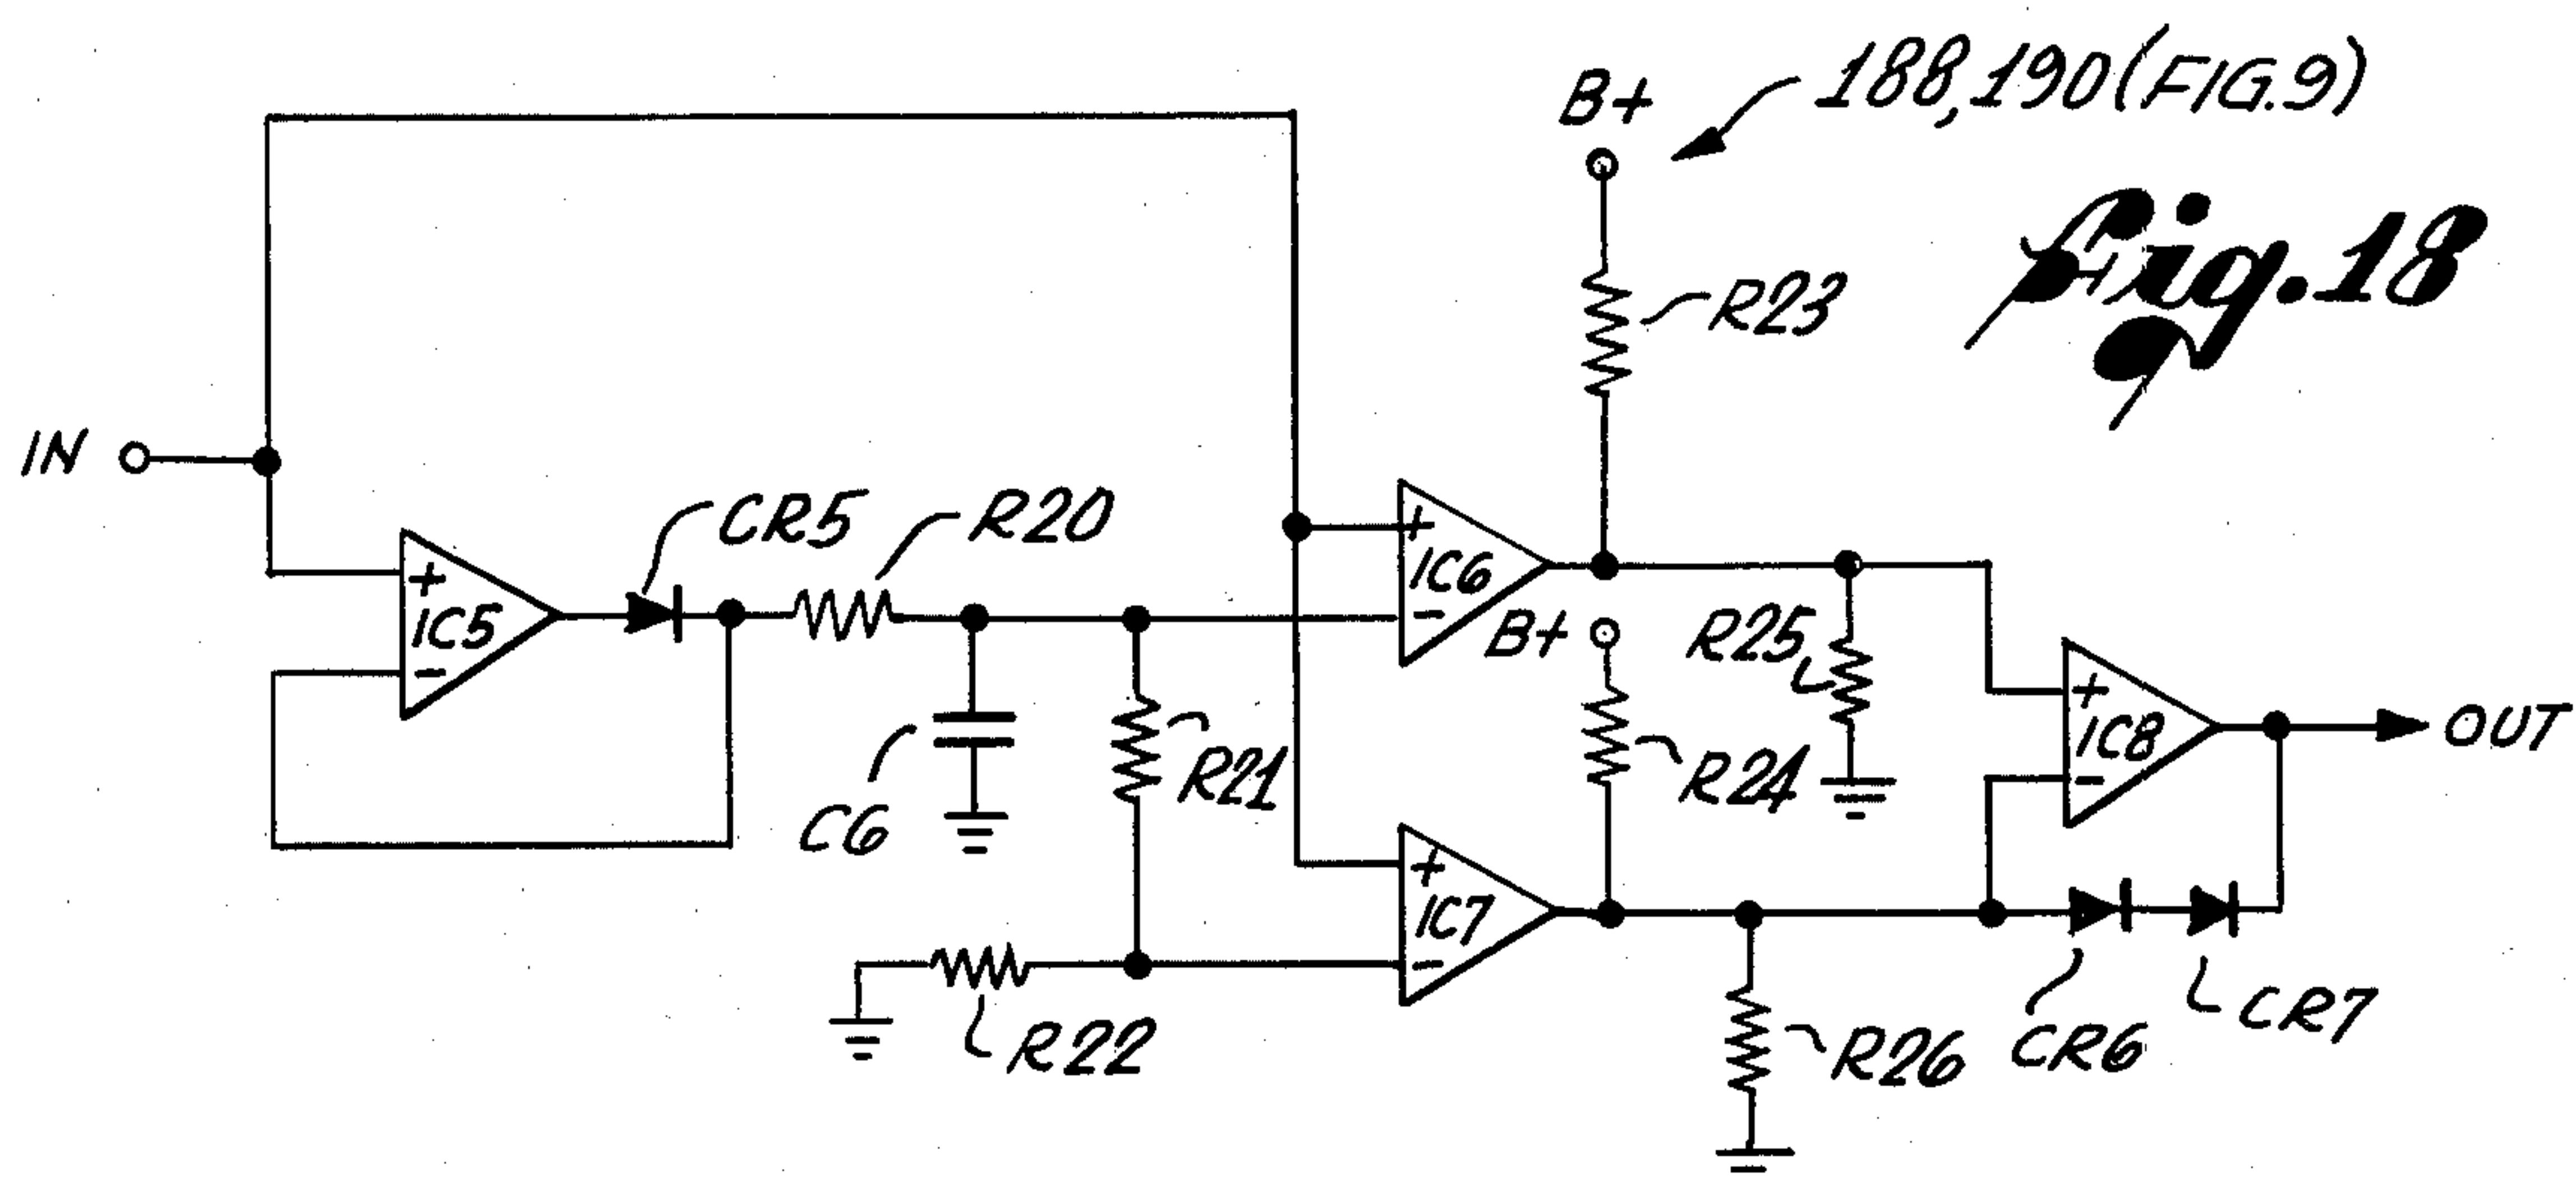 B+
188, 190 (FIG. 9)
Fig. 18
R23
IN
CR5
R20
+
IC5
-
+
IC6
-
B+
R25
+
IC8
-
OUT
C6
R21
R24
+
IC7
-
R22
R26
CR6
CR7